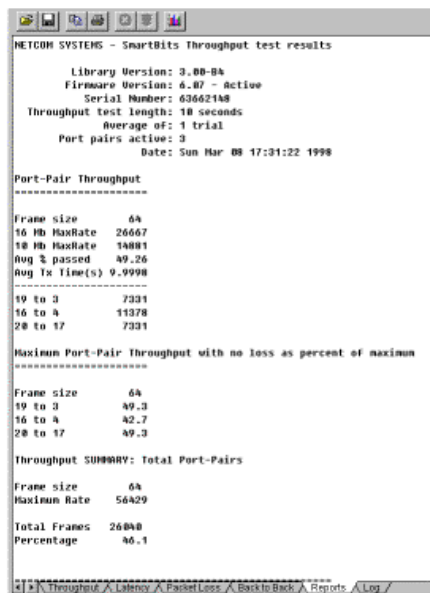 NETCOM SYSTEMS - SmartBits Throughput test results
Library Version: 3.00-84
Firmware Version: 6.07 - Active
Serial Number: 63662148
Throughput test length: 10 seconds
Average of: 1 trial
Port pairs active: 3
Date: Sun Mar 08 17:31:22 1998
Port-Pair Throughput
=====================
Frame size 64
16 Mb MaxRate 26667
10 Mb MaxRate 14881
Avg % passed 49.26
Avg Tx Time(s) 9.9998
---------------------
19 to 3 7331
16 to 4 11378
20 to 17 7331
Maximum Port-Pair Throughput with no loss as percent of maximum
=====================
Frame size 64
19 to 3 49.3
16 to 4 42.7
20 to 17 49.3
Throughput SUMMARY: Total Port-Pairs
Frame size 64
Maximum Rate 56429
Total Frames 26040
Percentage 46.1
Throughput Latency Packet Loss Back to Back Reports Log